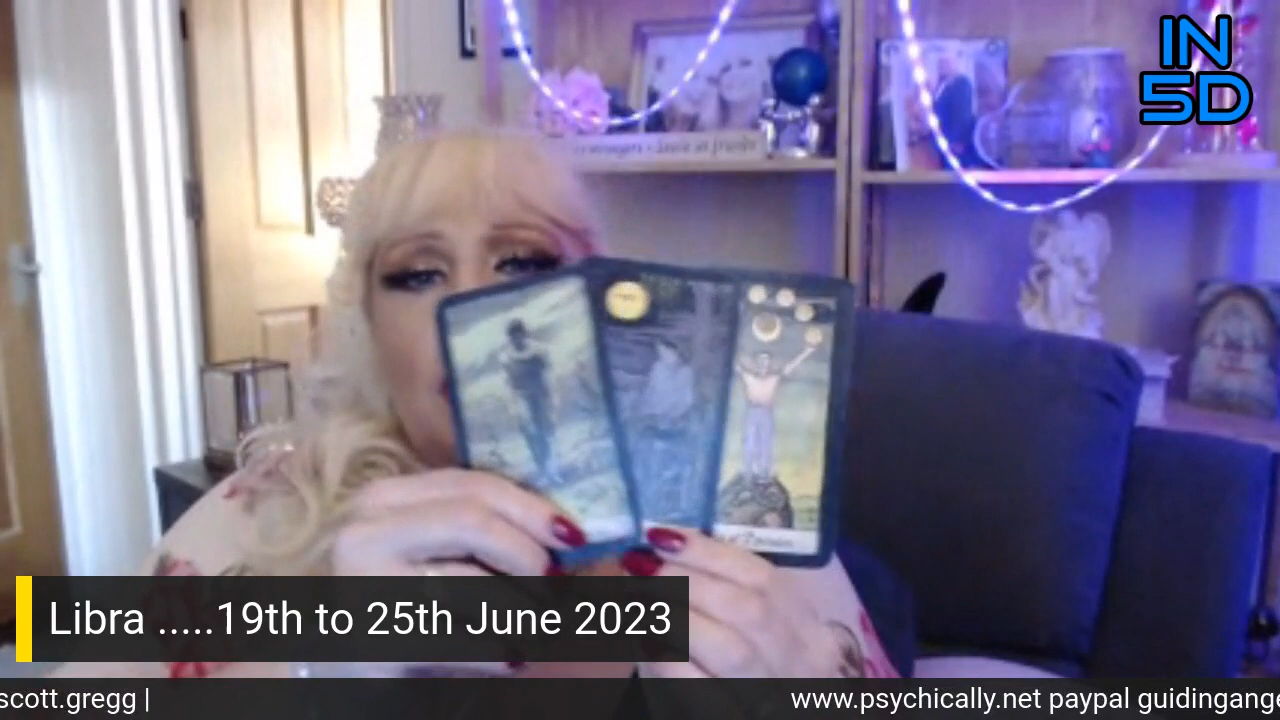 IN
5D
Libra .....19th to 25th June 2023
scott.gregg |
www.psychically.net paypal guidingange